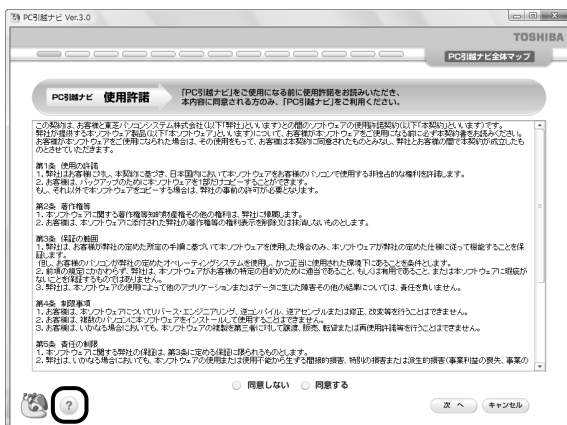 PC引越ナビ Ver.3.0
TOSHIBA
PC引越ナビ全体マップ
PC引越ナビ 使用許諾
「PC引越ナビ」をご使用になる前に使用許諾をお読みいただき、
本内容に同意される方のみ、「PC引越ナビ」をご利用ください。
この契約は、お客様と東芝パソコンシステム株式会社(以下「弊社」といいます)との間のソフトウェアの使用許諾契約(以下「本契約」といいます)です。
弊社が提供する本ソフトウェア製品(以下「本ソフトウェア」といいます)について、お客様が本ソフトウェアをご使用になる前に必ず本契約書をお読みください。
お客様が本ソフトウェアをご使用になられた場合は、その使用をもって、お客様は本契約に同意されたものとみなし、弊社とお客様の間で本契約が成立したも
のとさせていただきます。
第1条 使用の許諾
1. 弊社はお客様に対し、本契約に基づき、日本国内において本ソフトウェアをお客様のパソコンで使用する非独占的な権利を許諾します。
2. お客様は、バックアップのために本ソフトウェアを1部だけコピーすることができます。
もし、それ以外で本ソフトウェアをコピーする場合は、弊社の事前の許可が必要となります。
第2条 著作権等
1. 本ソフトウェアに関する著作権等知的財産権その他の権利は、弊社に帰属します。
2. お客様は、本ソフトウェアに添付された弊社の著作権等の権利表示を削除又は抹消しないものとします。
第3条 保証の範囲
1. 弊社は、お客様が弊社の定めた所定の手順に基づいて本ソフトウェアを使用した場合のみ、本ソフトウェアが弊社の定めた仕様に従って機能することを保
証します。
但し、お客様のパソコンが弊社の定めたオペレーティングシステムを使用し、かつ正当に使用された環境下にあることを条件とします。
2. 前項の規定にかかわらず、弊社は、本ソフトウェアがお客様の特定の目的のために適当であること、もしくは有用であること、または本ソフトウェアに瑕疵が
ないことを保証するものではありません。
3. 弊社は、本ソフトウェアの使用によって他のアプリケーションまたはデータに生じた障害その他の結果については、責任を負いません。
第4条 制限事項
1. お客様は、本ソフトウェアについてリバース・エンジニアリング、逆コンパイル、逆アセンブルまたは修正、改変等を行うことはできません。
2. お客様は、複数のパソコンに本ソフトウェアをインストールして使用することはできません。
3. お客様は、いかなる場合においても、本ソフトウェアの複製を第三者に対して譲渡、販売、転貸または再使用許諾等を行うことはできません。
第5条 責任の制限
1. 本ソフトウェアに関する弊社の保証は、第3条に定める保証に限られるものとします。
2. 弊社は、いかなる場合においても、本ソフトウェアの使用または使用不能から生ずる間接的損害、特別の損害または派生的損害(事業利益の喪失、事業の
同意しない 同意する
?
次へ キャンセル